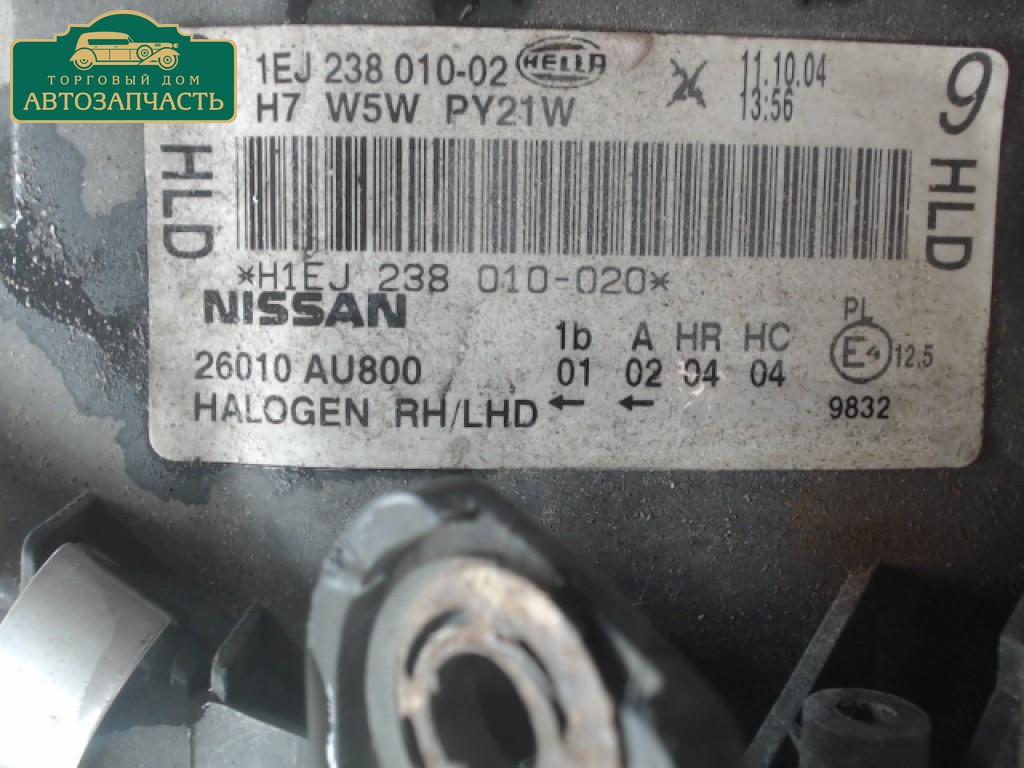 ТОРГОВЫЙ ДОМ
АВТОЗАПЧАСТЬ
1EJ 238 010-02 HELLA 11.10.04
H7 W5W PY21W 13:56
9
HLD
HLD
*H1EJ 238 010-020*
NISSAN
PL
1b A HR HC
26010 AU800 01 02 04 04 E4 12.5
HALOGEN RH/LHD ← ← 9832